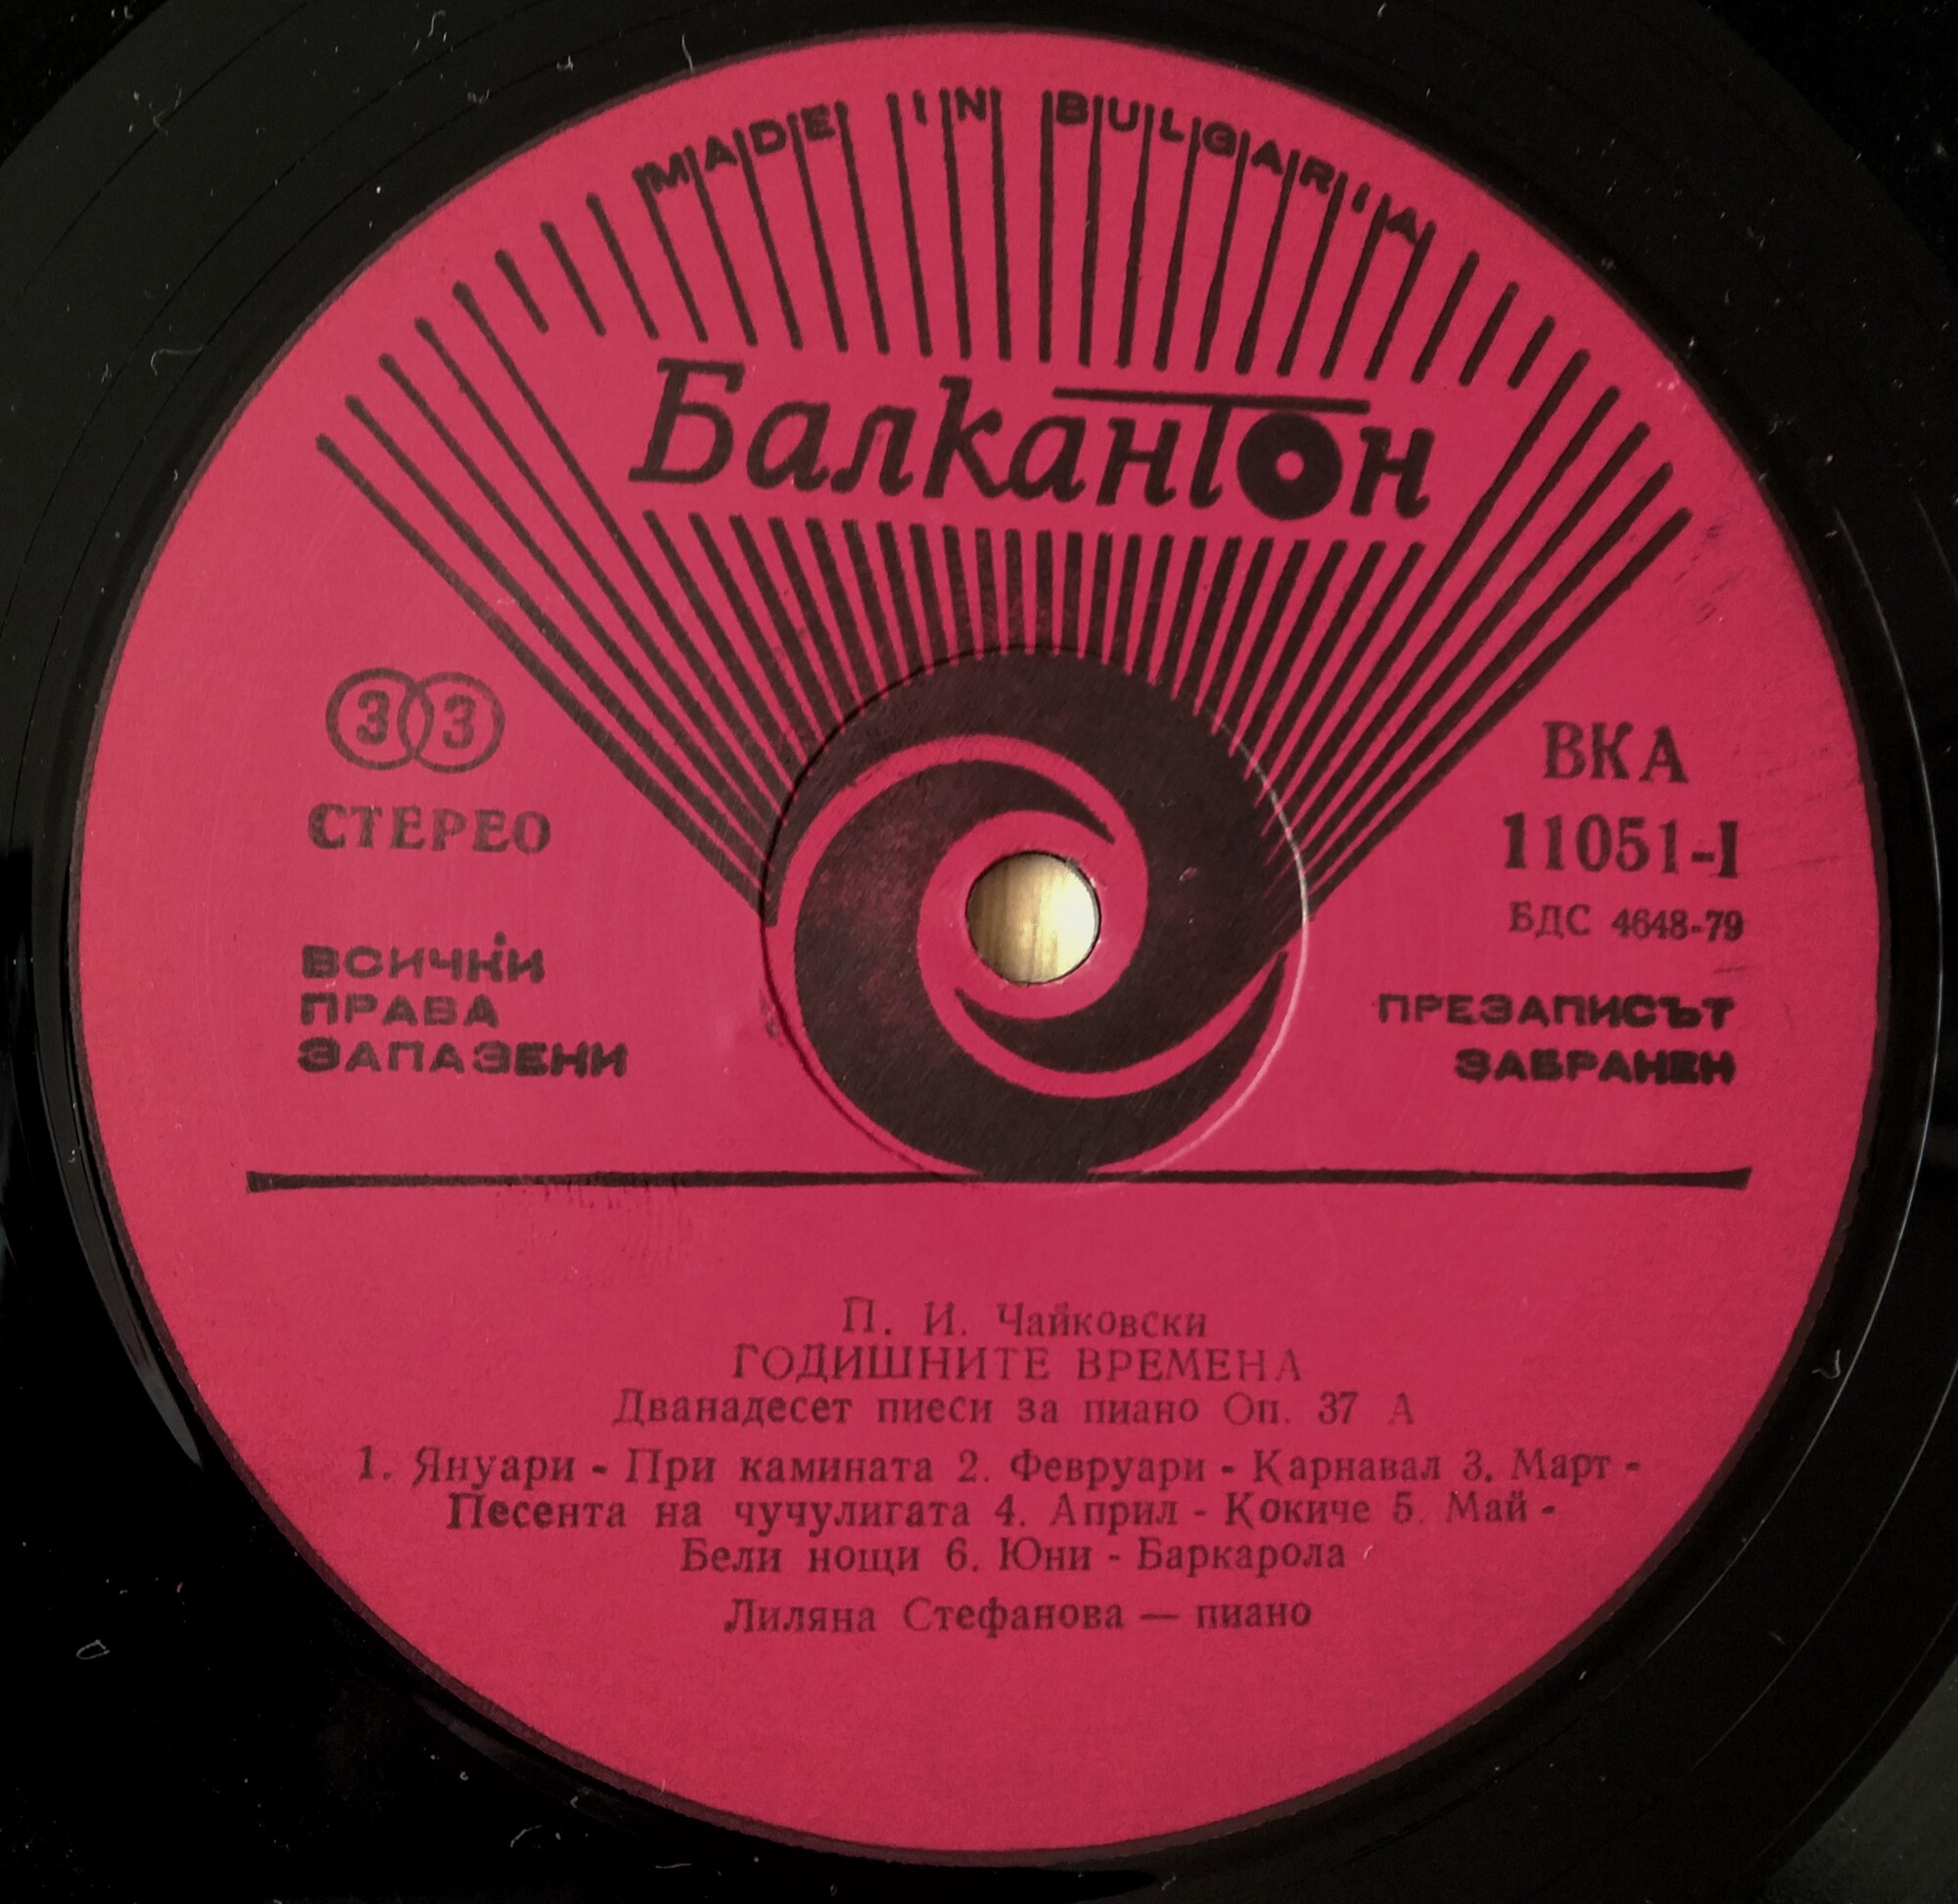 MADE IN BULGARIA
Балкантон
33
СТЕРЕО
ВСИЧКИ
ПРАВА
ЗАПАЗЕНИ
ВКА
11051-I
БДС 4648-79
ПРЕЗАПИСЪТ
ЗАБРАНЕН
П. И. Чайковски
ГОДИШНИТЕ ВРЕМЕНА
Дванадесет пиеси за пиано Оп. 37 А
1. Януари - При камината 2. Февруари - Карнавал 3. Март -
Песента на чучулигата 4. Април - Кокиче 5. Май -
Бели нощи 6. Юни - Баркарола
Лиляна Стефанова — пиано